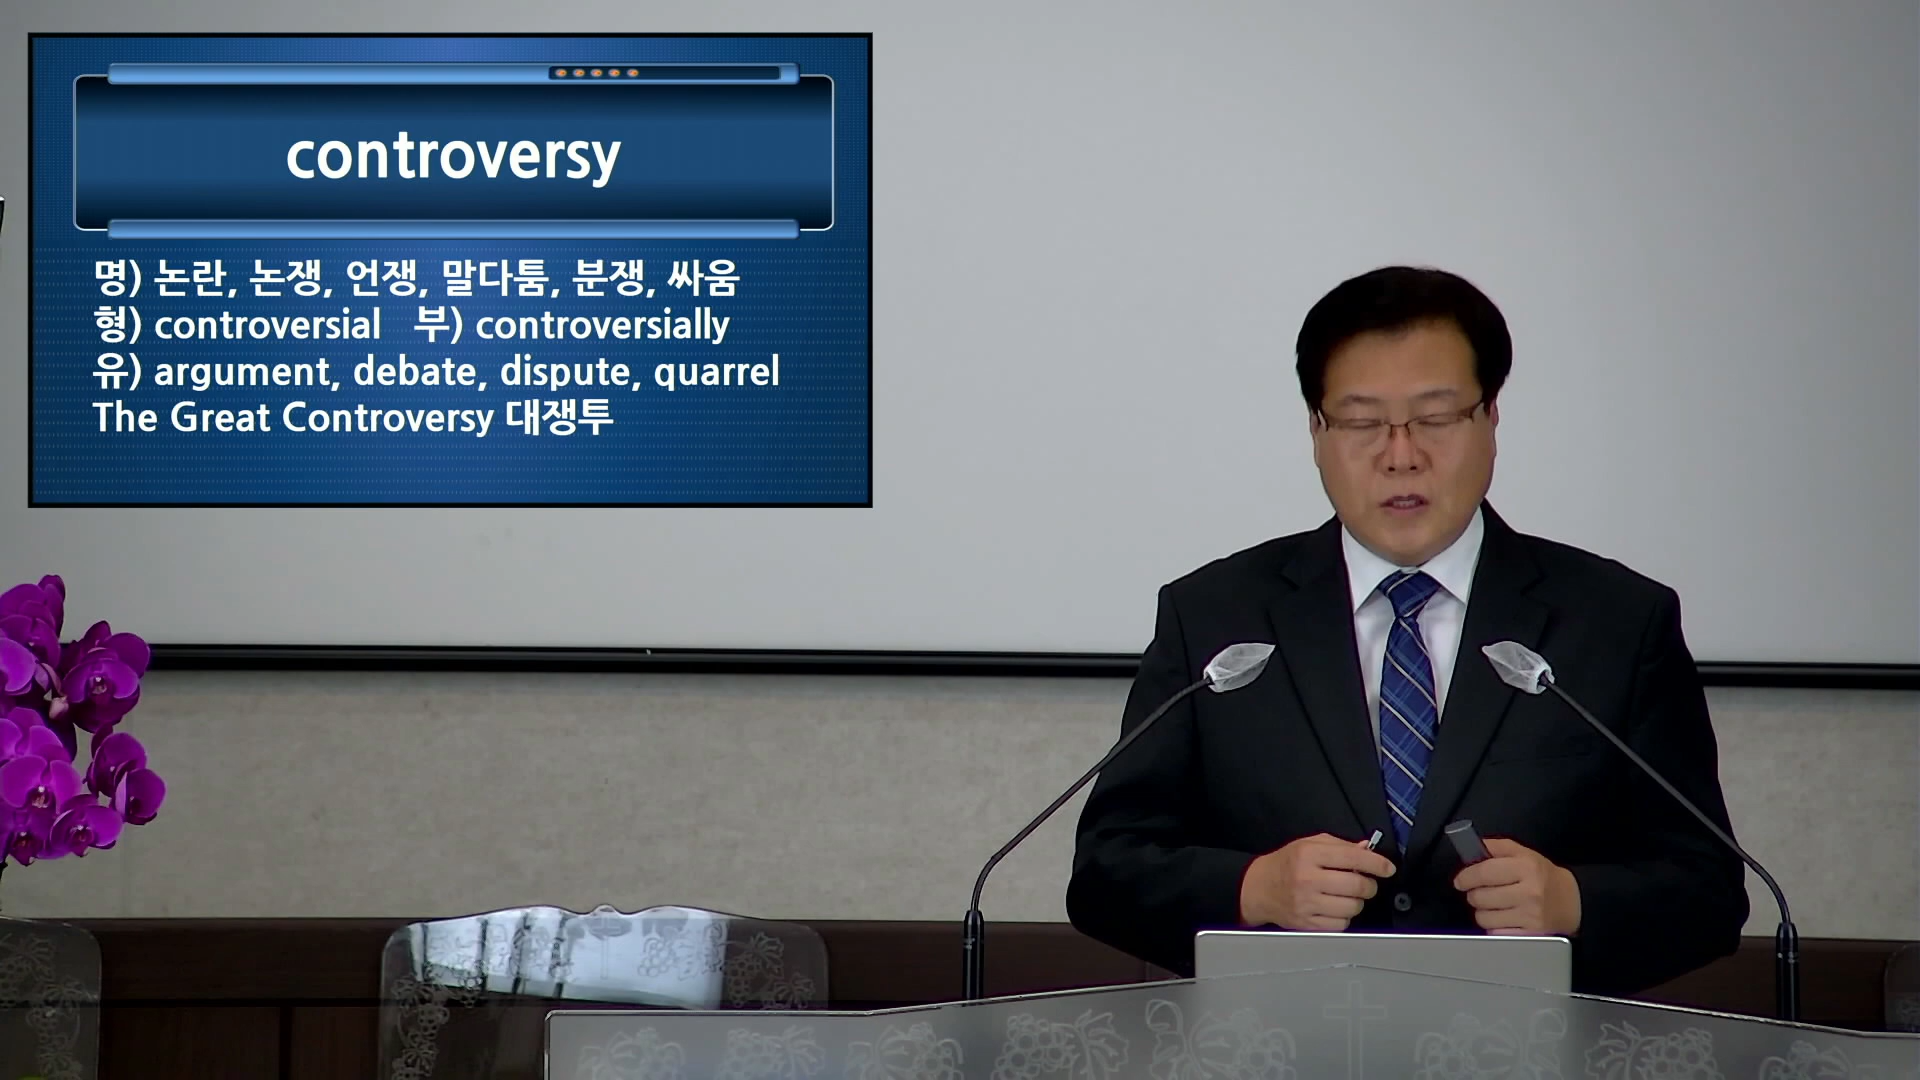 controversy
명) 논란, 논쟁, 언쟁, 말다툼, 분쟁, 싸움
형) controversial 부) controversially
유) argument, debate, dispute, quarrel
The Great Controversy 대쟁투